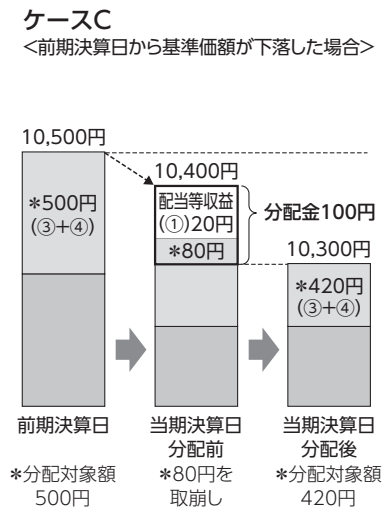 ケースC
<前期決算日から基準価額が下落した場合>
10,500円
10,400円
*500円
(③+④)
配当等収益
(①)20円
*80円
分配金100円
10,300円
*420円
(③+④)
前期決算日
当期決算日
分配前
当期決算日
分配後
*分配対象額
500円
*80円を
取崩し
*分配対象額
420円